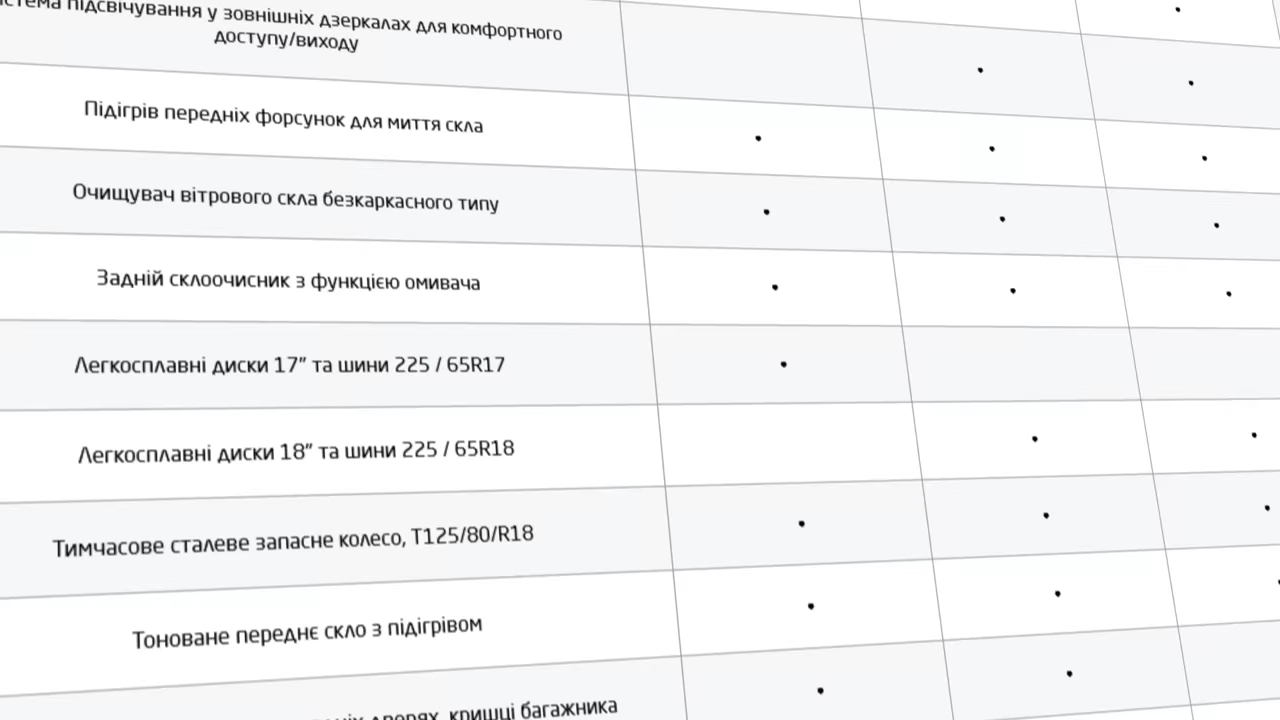 підсвічування у зовнішніх дзеркалах для комфортного
доступу/виходу
Підігрів передніх форсунок для миття скла
Очищувач вітрового скла безкаркасного типу
Задній склоочисник з функцією омивача
Легкосплавні диски 17” та шини 225 / 65R17
Легкосплавні диски 18” та шини 225 / 65R18
Тимчасове сталеве запасне колесо, T125/80/R18
Тоноване переднє скло з підігрівом
кришці багажника